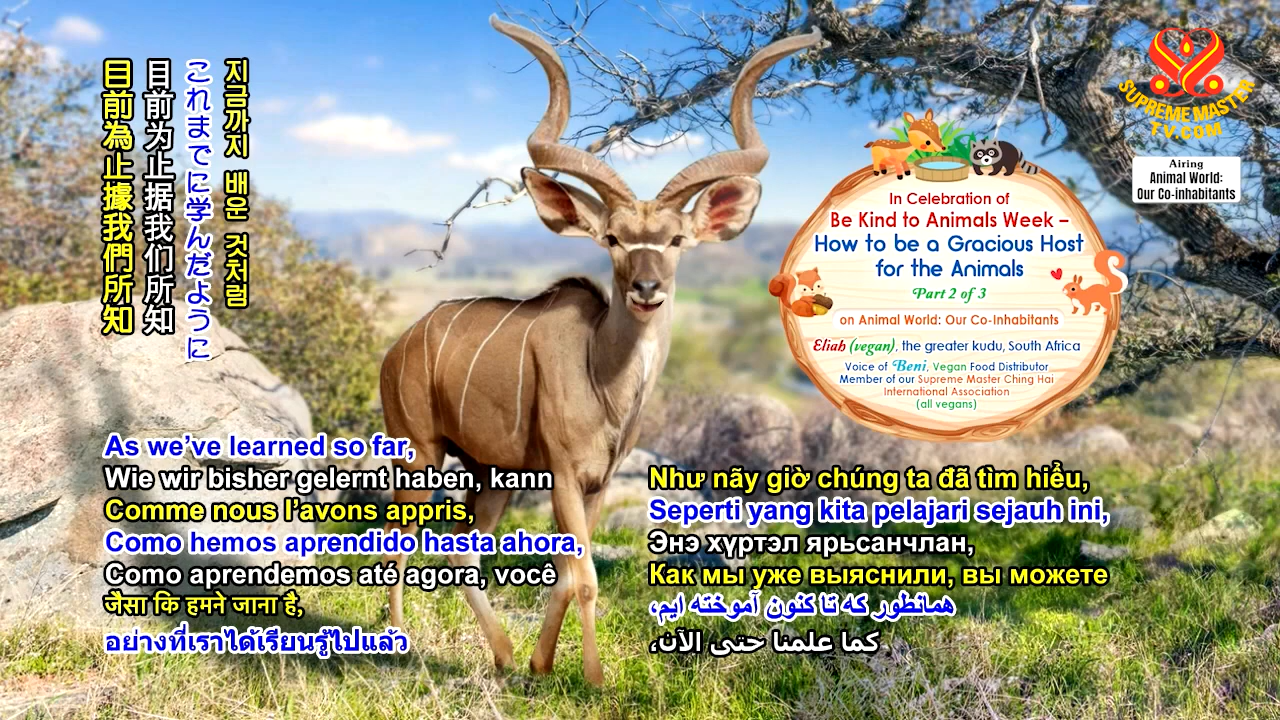 目前為止據我們所知
目前为止据我们所知
これまでに学んだように
지금까지 배운 것처럼
SUPREME MASTER
TV.COM
Airing
Animal World:
Our Co-inhabitants
In Celebration of
Be Kind to Animals Week –
How to be a Gracious Host
for the Animals
Part 2 of 3
on Animal World: Our Co-Inhabitants
Eliah (vegan), the greater kudu, South Africa
Voice of Beni, Vegan Food Distributor
Member of our Supreme Master Ching Hai
International Association
(all vegans)
As we’ve learned so far,
Wie wir bisher gelernt haben, kann
Comme nous l’avons appris,
Como hemos aprendido hasta ahora,
Como aprendemos até agora, você
जैसा कि हमने जाना है,
อย่างที่เราได้เรียนรู้ไปแล้ว
Như nãy giờ chúng ta đã tìm hiểu,
Seperti yang kita pelajari sejauh ini,
Энэ хүртэл ярьсанчлан,
Как мы уже выяснили, вы можете
همانطور که تا کنون آموخته ایم،
كما علمنا حتى الآن،